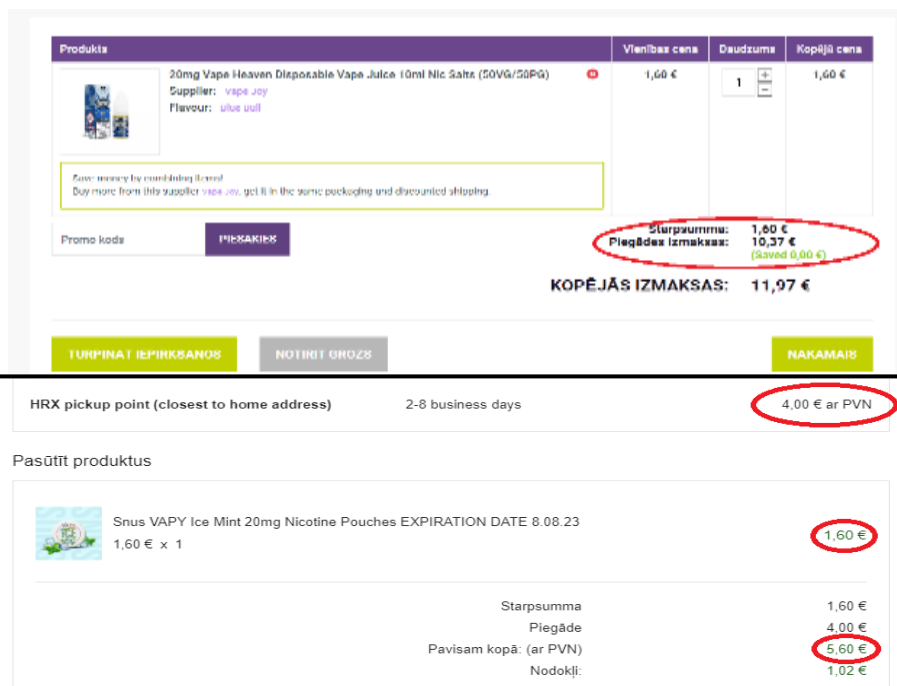 Produkts Vienības cena Daudzums Kopējā cena
20mg Vape Heaven Disposable Vape Juice 10ml Nic Salts (50VG/50PG) 1,60 € 1 + 1,60 €
Supplier: Vape Joy −
Flavour: Blue Bull
Save money by combining items!
Buy more from this supplier Vape Joy, get it in the same packaging and discounted shipping.
Promo kods PIESAKIES
Starpsumma: 1,60 €
Piegādes izmaksas: 10,37 €
(Saved 0,00 €)
KOPĒJĀS IZMAKSAS: 11,97 €
TURPINĀT IEPIRKŠANOS NOTĪRĪT GROZS NĀKAMAIS
HRX pickup point (closest to home address) 2-8 business days 4,00 € ar PVN
Pasūtīt produktus
Snus VAPY Ice Mint 20mg Nicotine Pouches EXPIRATION DATE 8.08.23
1,60 € x 1 1,60 €
Starpsumma 1,60 €
Piegāde 4,00 €
Pavisam kopā: (ar PVN) 5,60 €
Nodokļi: 1,02 €